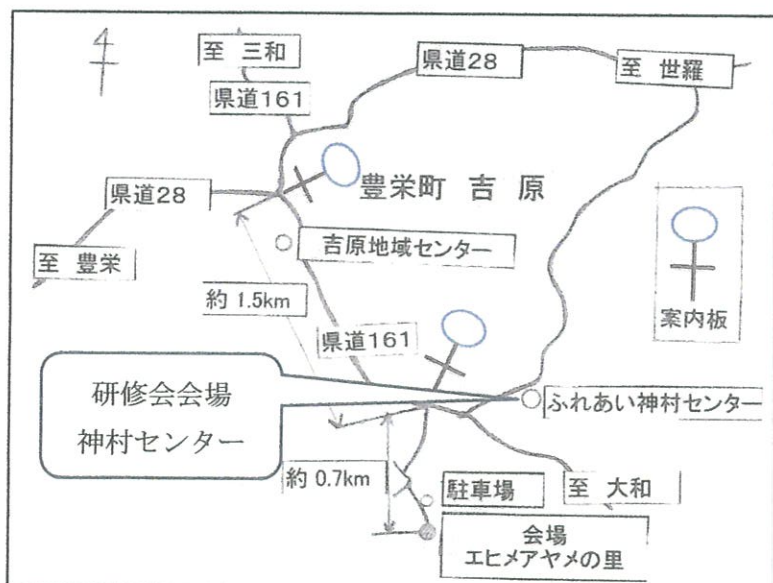 至 三和
県道28
至 世羅
県道161
豊栄町 吉原
県道28
吉原地域センター
至 豊栄
約 1.5km
案内板
県道161
研修会会場
神村センター
ふれあい神村センター
約 0.7km
駐車場
至 大和
会場
エヒメアヤメの里